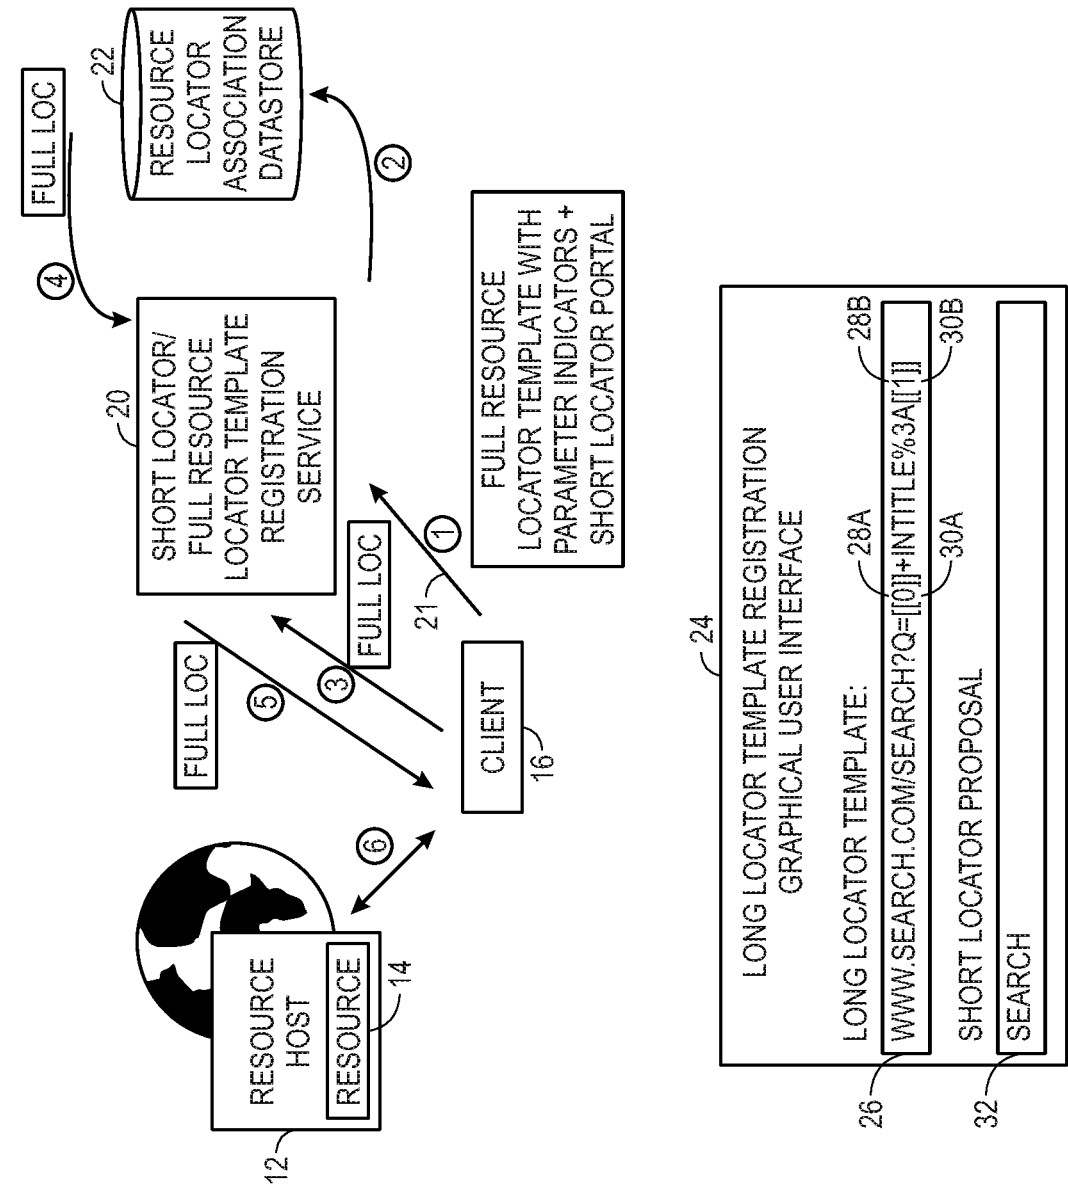 12
RESOURCE
HOST
RESOURCE
14
6
CLIENT
16
FULL LOC
5
3
FULL LOC
21
1
20
SHORT LOCATOR/
FULL RESOURCE
LOCATOR TEMPLATE
REGISTRATION
SERVICE
4
FULL LOC
2
22
RESOURCE
LOCATOR
ASSOCIATION
DATASTORE
FULL RESOURCE
LOCATOR TEMPLATE WITH
PARAMETER INDICATORS +
SHORT LOCATOR PORTAL
24
LONG LOCATOR TEMPLATE REGISTRATION
GRAPHICAL USER INTERFACE
LONG LOCATOR TEMPLATE:
28A
28B
26
WWW.SEARCH.COM/SEARCH?Q=[[0]]+INTITLE%3A[[1]]
30A
30B
SHORT LOCATOR PROPOSAL
32
SEARCH